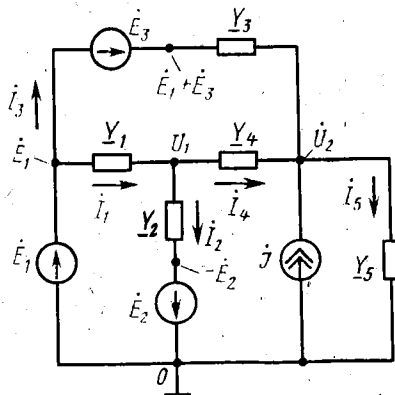 Ė₃
Y₃
Ė₁+Ė₃
İ₃
Ė₁
Y₁
U₁
Y₄
U̇₂
İ₁
İ₄
İ₅
Y₂
İ₂
-Ė₂
Ė₁
Ė₂
J̇
Y₅
0